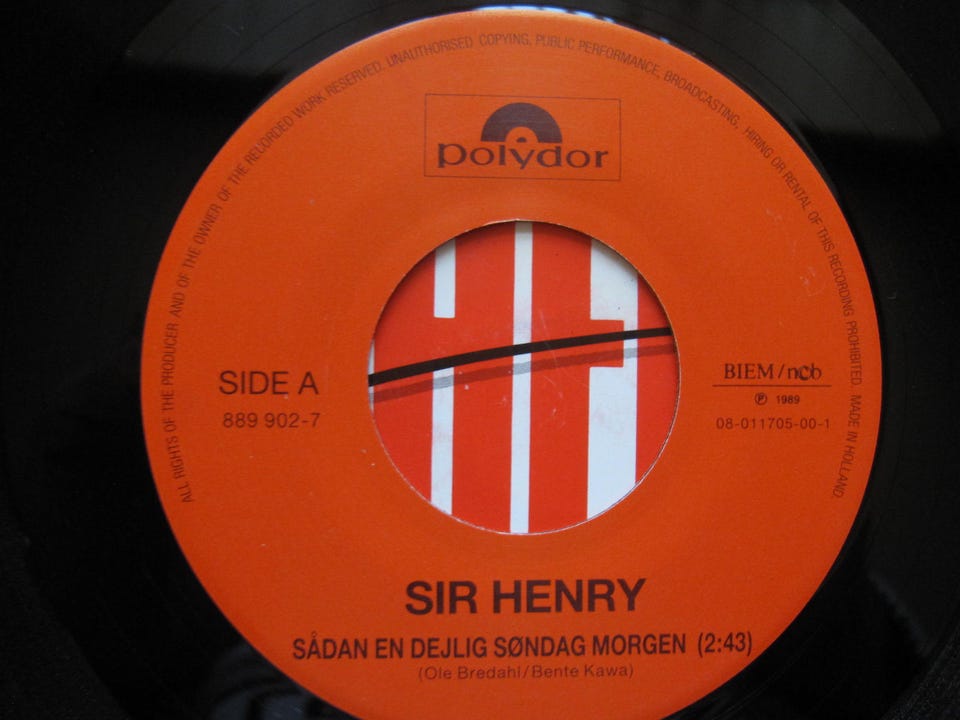 ALL RIGHTS OF THE PRODUCER AND OF THE OWNER OF THE RECORDED WORK RESERVED. UNAUTHORISED COPYING, PUBLIC PERFORMANCE, BROADCASTING, HIRING OR RENTAL OF THIS RECORDING PROHIBITED. MADE IN HOLLAND.
polydor
SIDE A
889 902-7
BIEM/ncb
℗ 1989
08-011705-00-1
SIR HENRY
SÅDAN EN DEJLIG SØNDAG MORGEN (2:43)
(Ole Bredahl/Bente Kawa)